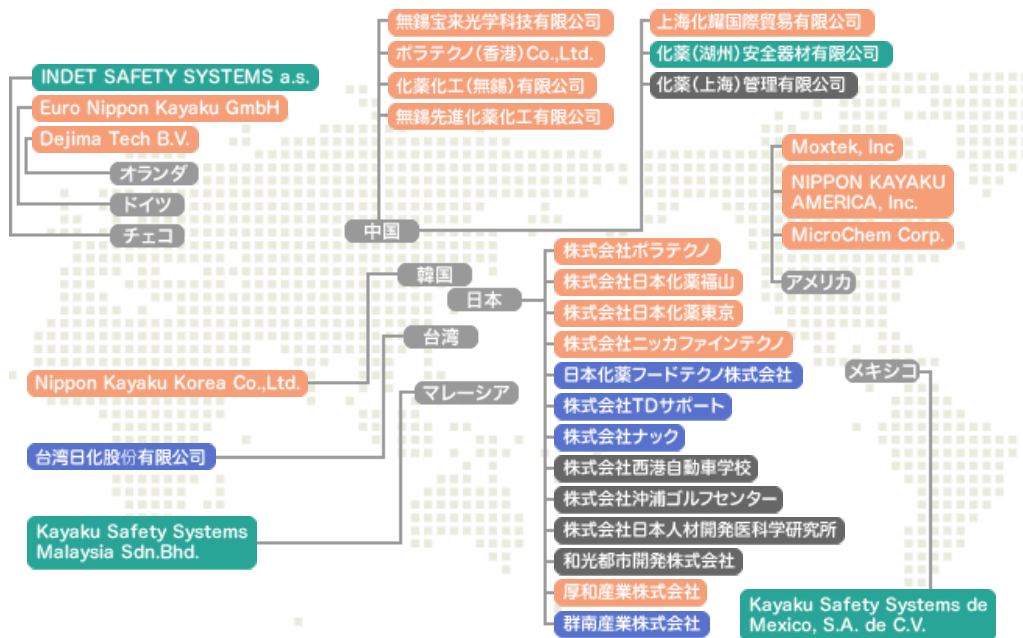 無錫宝来光学科技有限公司
ポラテクノ(香港)Co.,Ltd.
化薬化工(無錫)有限公司
無錫先進化薬化工有限公司
上海化耀国際貿易有限公司
化薬(湖州)安全器材有限公司
化薬(上海)管理有限公司
INDET SAFETY SYSTEMS a.s.
Euro Nippon Kayaku GmbH
Dejima Tech B.V.
オランダ
ドイツ
チェコ
中国
Moxtek, Inc
NIPPON KAYAKU
AMERICA, Inc.
MicroChem Corp.
アメリカ
韓国
日本
台湾
マレーシア
Nippon Kayaku Korea Co.,Ltd.
台湾日化股份有限公司
Kayaku Safety Systems
Malaysia Sdn.Bhd.
株式会社ポラテクノ
株式会社日本化薬福山
株式会社日本化薬東京
株式会社ニッカファインテクノ
日本化薬フードテクノ株式会社
株式会社TDサポート
株式会社ナック
株式会社西港自動車学校
株式会社沖浦ゴルフセンター
株式会社日本人材開発医科学研究所
和光都市開発株式会社
厚和産業株式会社
群南産業株式会社
メキシコ
Kayaku Safety Systems de
Mexico, S.A. de C.V.